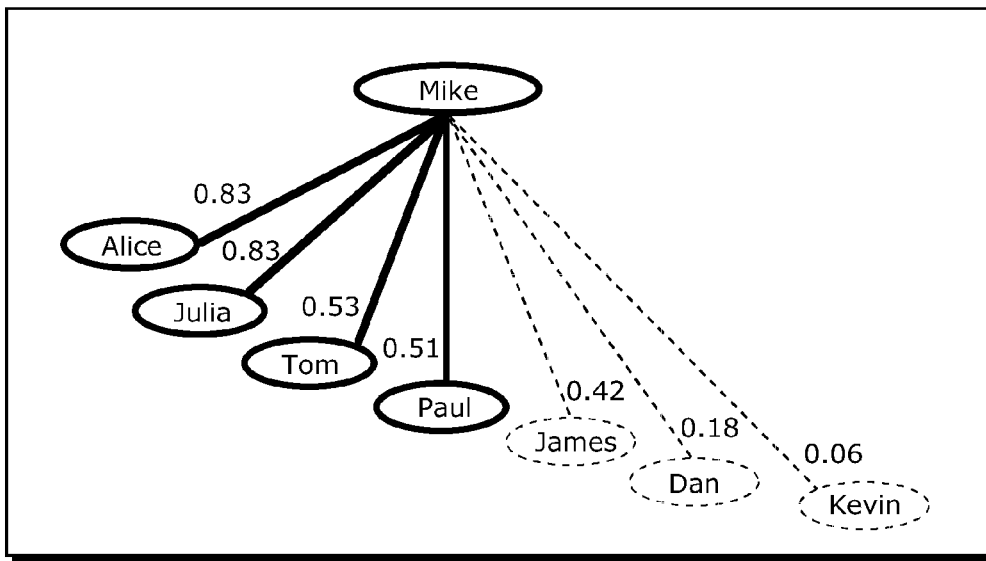 Mike
0.83
Alice
0.83
Julia
0.53
Tom
0.51
Paul
0.42
James
0.18
Dan
0.06
Kevin